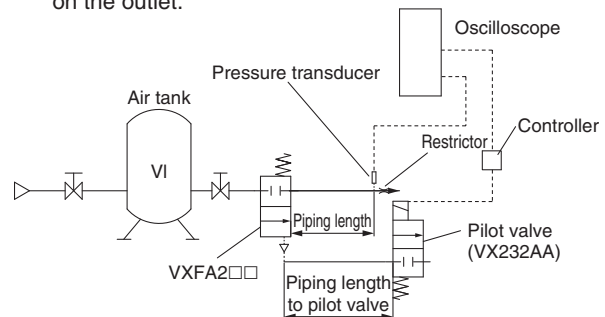 on the outlet.
Oscilloscope
Pressure transducer
Air tank
Restrictor
Controller
VI
Piping length
Pilot valve
(VX232AA)
VXFA2□□
Piping length
to pilot valve